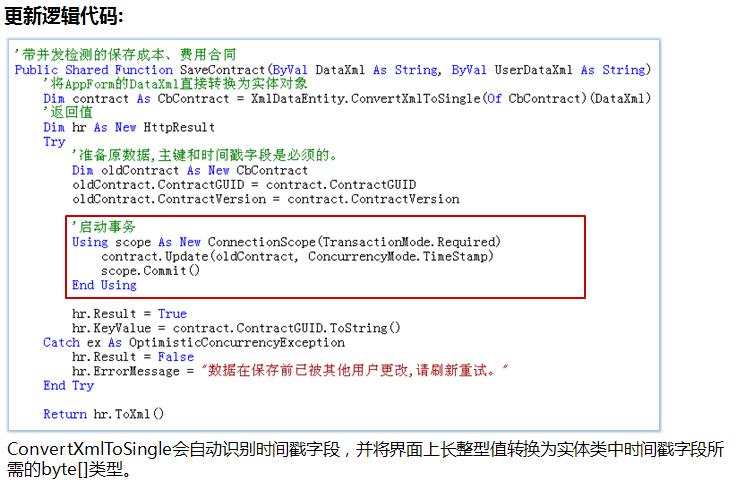 更新逻辑代码:
'带并发检测的保存成本、费用合同
Public Shared Function SaveContract(ByVal DataXml As String, ByVal UserDataXml As String)
'将AppForm的DataXml直接转换为实体对象
Dim contract As CbContract = XmlDataEntity.ConvertXmlToSingle(Of CbContract)(DataXml)
'返回值
Dim hr As New HttpResult
Try
'准备原数据,主键和时间戳字段是必须的。
Dim oldContract As New CbContract
oldContract.ContractGUID = contract.ContractGUID
oldContract.ContractVersion = contract.ContractVersion
'启动事务
Using scope As New ConnectionScope(TransactionMode.Required)
contract.Update(oldContract, ConcurrencyMode.TimeStamp)
scope.Commit()
End Using
hr.Result = True
hr.KeyValue = contract.ContractGUID.ToString()
Catch ex As OptimisticConcurrencyException
hr.Result = False
hr.ErrorMessage = "数据在保存前已被其他用户更改,请刷新重试。"
End Try
Return hr.ToXml()
ConvertXmlToSingle会自动识别时间戳字段，并将界面上长整型值转换为实体类中时间戳字段所
需的byte[]类型。